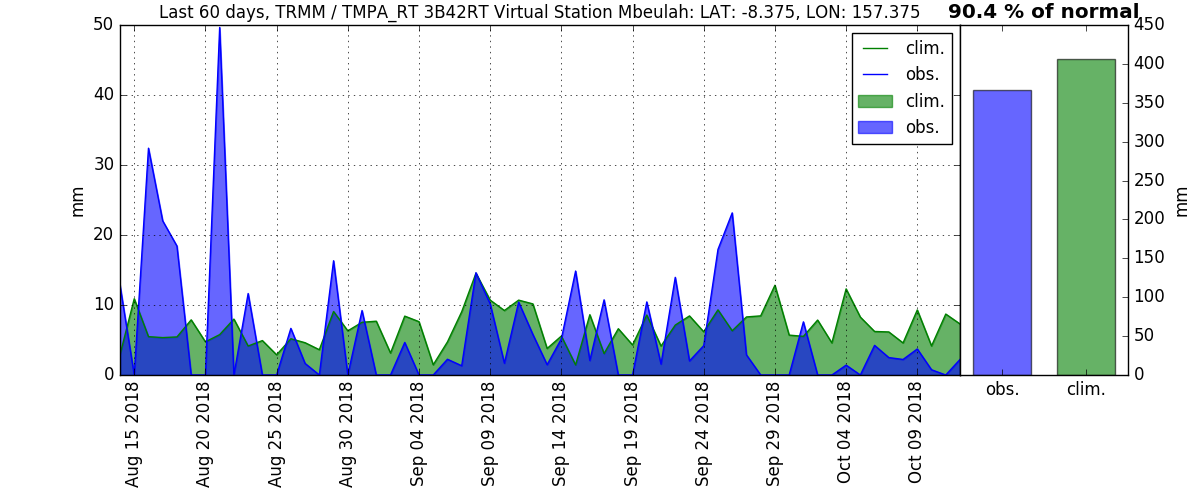 Last 60 days, TRMM / TMPA_RT 3B42RT Virtual Station Mbeulah: LAT: -8.375, LON: 157.375
90.4 % of normal
50
40
30
20
10
0
mm
clim.
obs.
clim.
obs.
450
400
350
300
250
200
150
100
50
0
mm
obs.
clim.
Aug 15 2018
Aug 20 2018
Aug 25 2018
Aug 30 2018
Sep 04 2018
Sep 09 2018
Sep 14 2018
Sep 19 2018
Sep 24 2018
Sep 29 2018
Oct 04 2018
Oct 09 2018